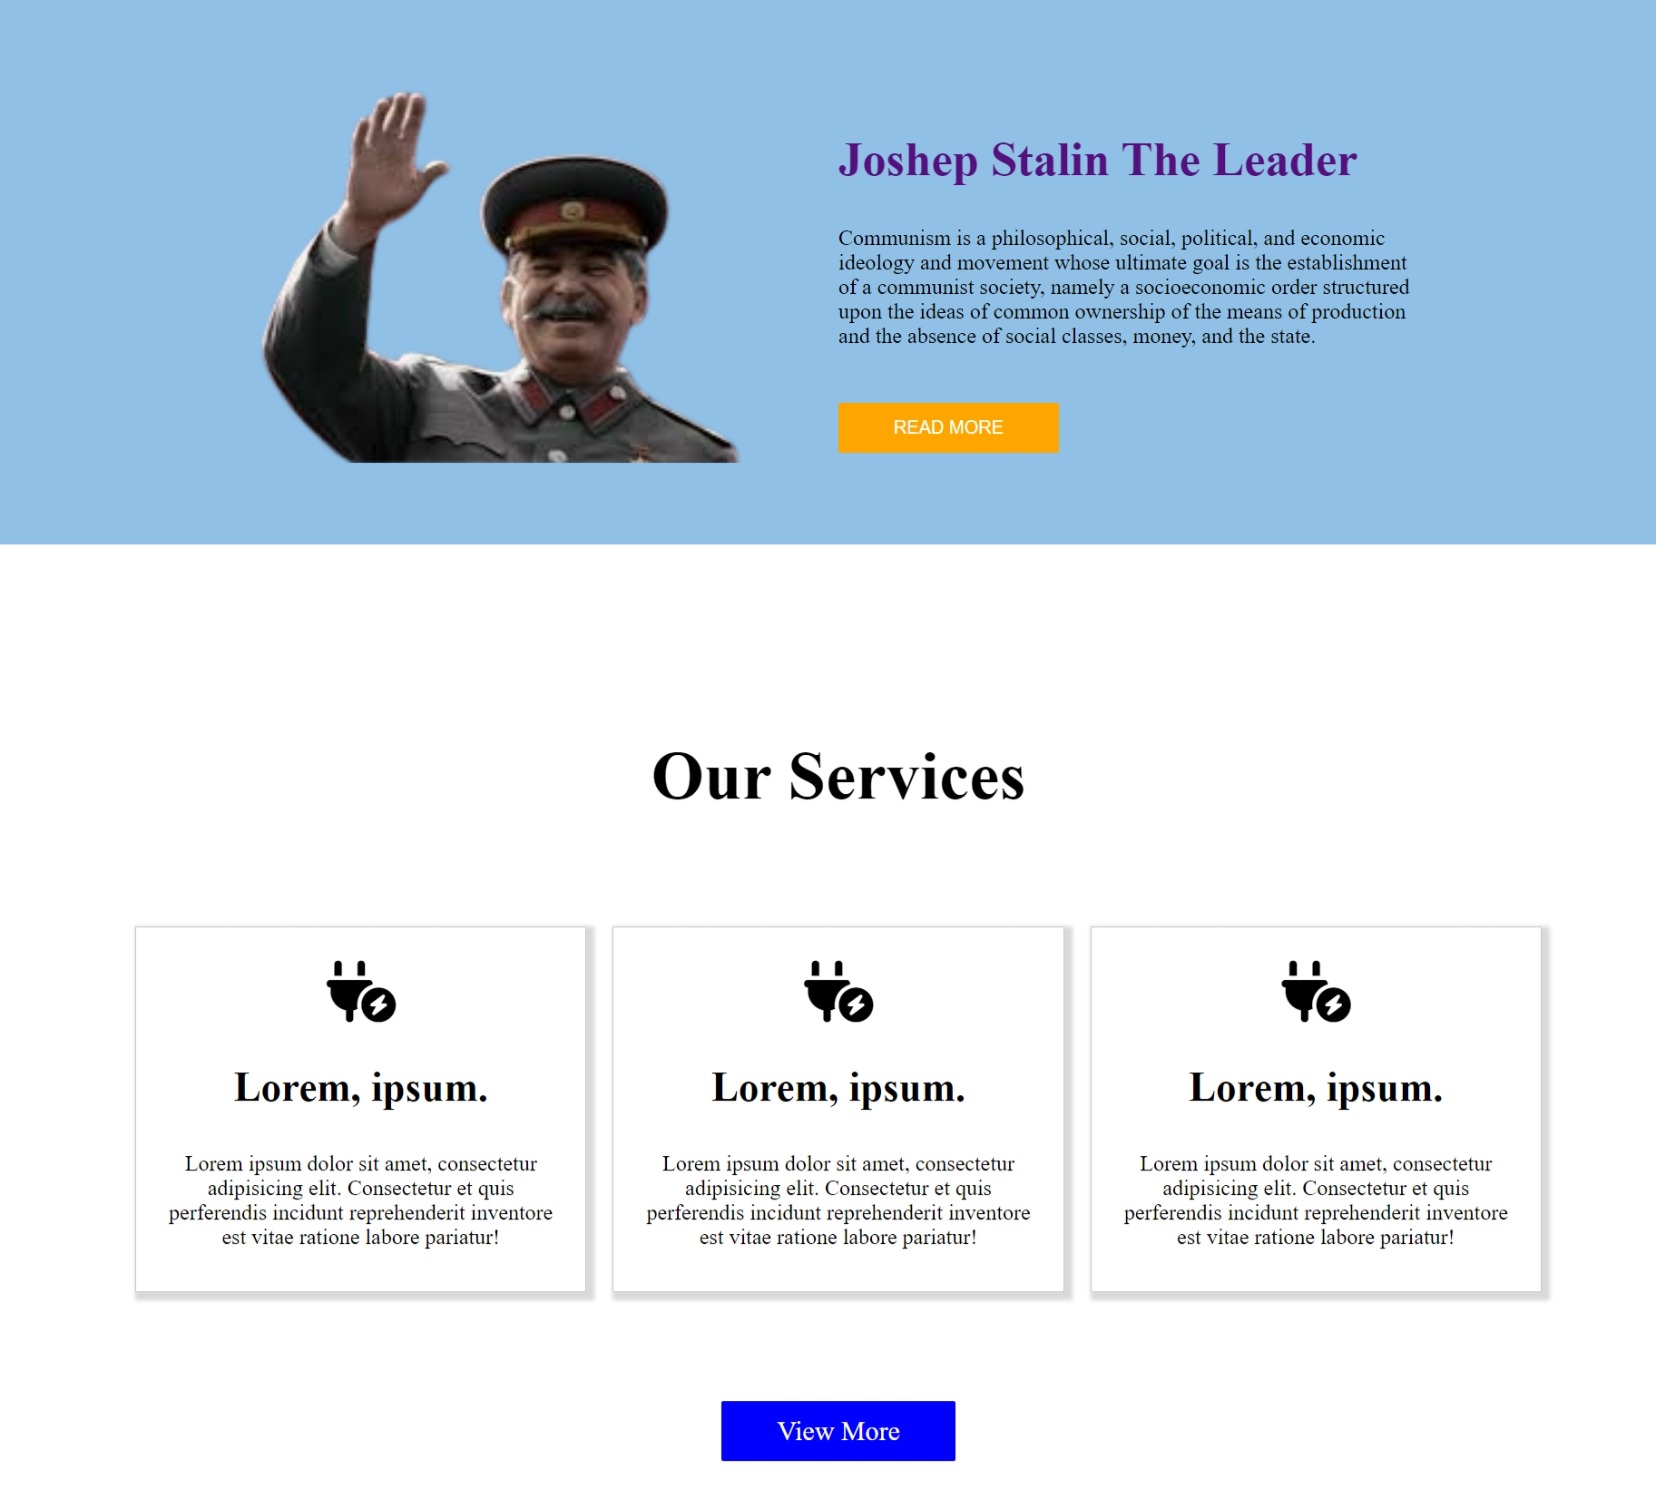 Joshep Stalin The Leader
Communism is a philosophical, social, political, and economic
ideology and movement whose ultimate goal is the establishment
of a communist society, namely a socioeconomic order structured
upon the ideas of common ownership of the means of production
and the absence of social classes, money, and the state.
READ MORE
Our Services
Lorem, ipsum.
Lorem ipsum dolor sit amet, consectetur
adipisicing elit. Consectetur et quis
perferendis incidunt reprehenderit inventore
est vitae ratione labore pariatur!
Lorem, ipsum.
Lorem ipsum dolor sit amet, consectetur
adipisicing elit. Consectetur et quis
perferendis incidunt reprehenderit inventore
est vitae ratione labore pariatur!
Lorem, ipsum.
Lorem ipsum dolor sit amet, consectetur
adipisicing elit. Consectetur et quis
perferendis incidunt reprehenderit inventore
est vitae ratione labore pariatur!
View More